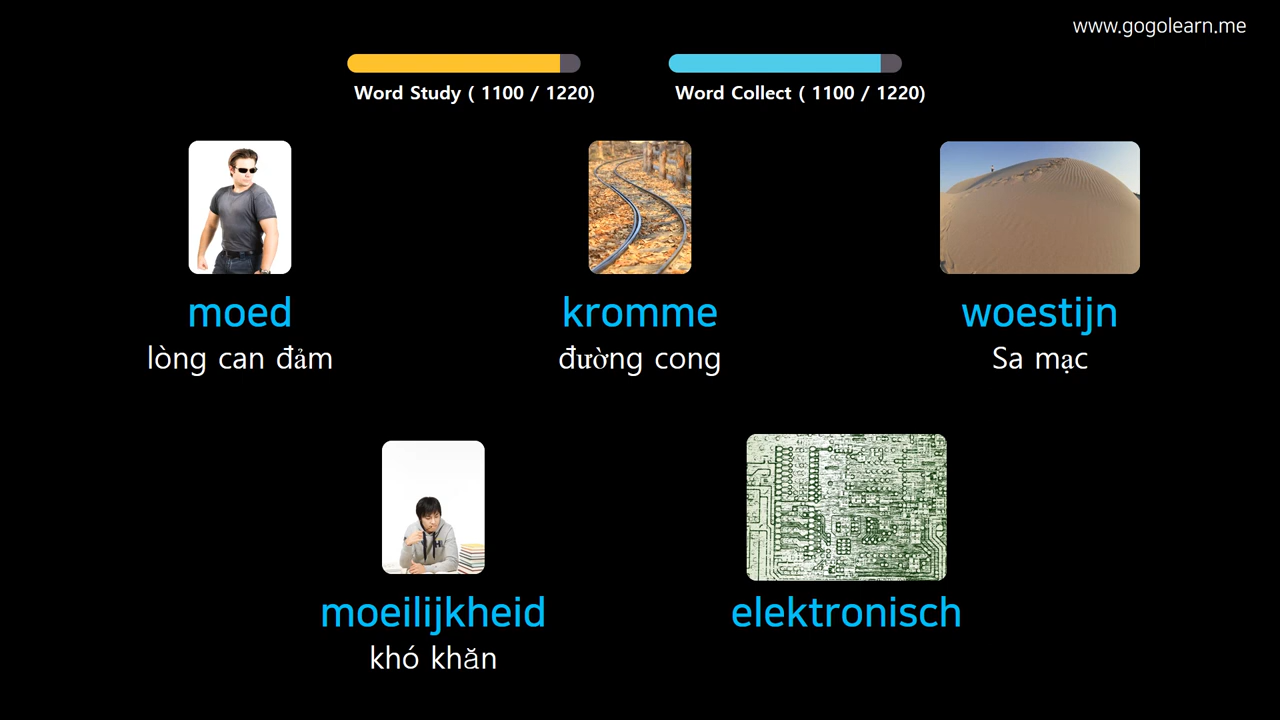 www.gogolearn.me
Word Study ( 1100 / 1220)
Word Collect ( 1100 / 1220)
moed
lòng can đảm
kromme
đường cong
woestijn
Sa mạc
moeilijkheid
khó khăn
elektronisch